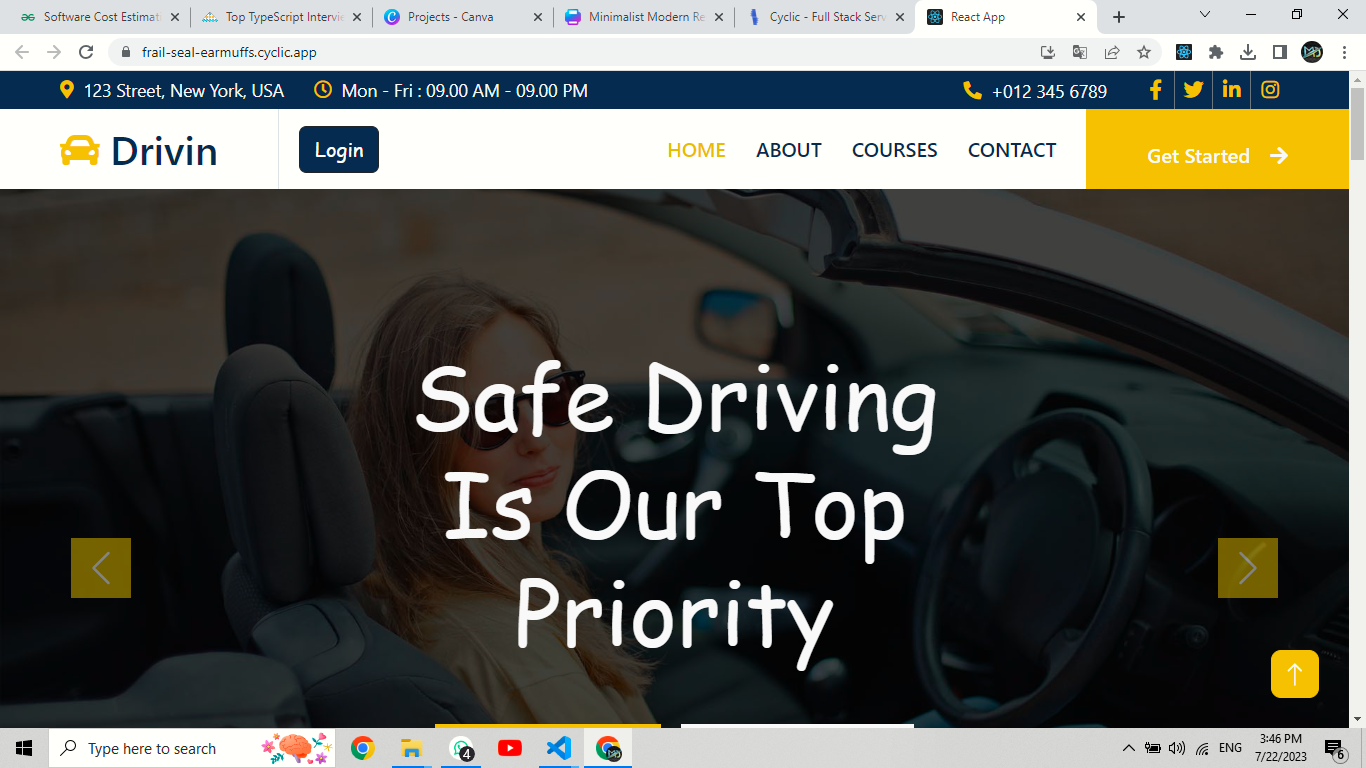 Software Cost Estimati
Top TypeScript Intervie
Projects - Canva
Minimalist Modern Re
Cyclic - Full Stack Serv
React App
frail-seal-earmuffs.cyclic.app
123 Street, New York, USA
Mon - Fri : 09.00 AM - 09.00 PM
+012 345 6789
Drivin
Login
HOME
ABOUT
COURSES
CONTACT
Get Started
Safe Driving
Is Our Top
Priority
Type here to search
4
ENG
3:46 PM
7/22/2023
6